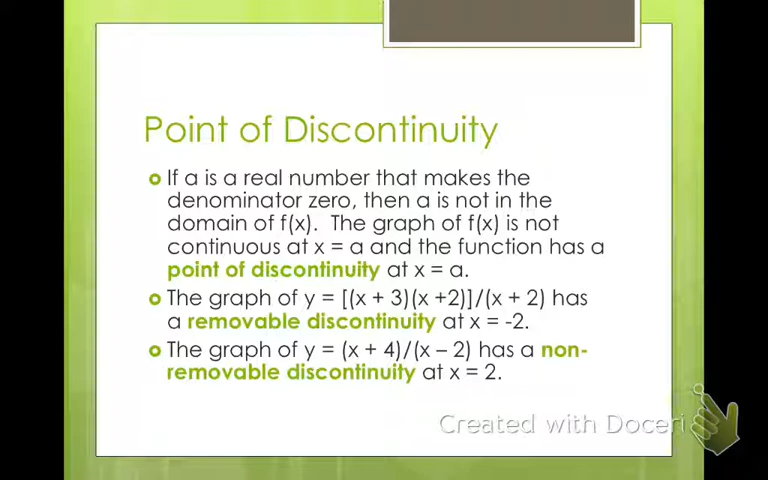 Point of Discontinuity
If a is a real number that makes the
denominator zero, then a is not in the
domain of f(x).  The graph of f(x) is not
continuous at x = a and the function has a
point of discontinuity at x = a.
The graph of y = [(x + 3)(x +2)]/(x + 2) has
a removable discontinuity at x = -2.
The graph of y = (x + 4)/(x – 2) has a non-
removable discontinuity at x = 2.
Created with Doceri